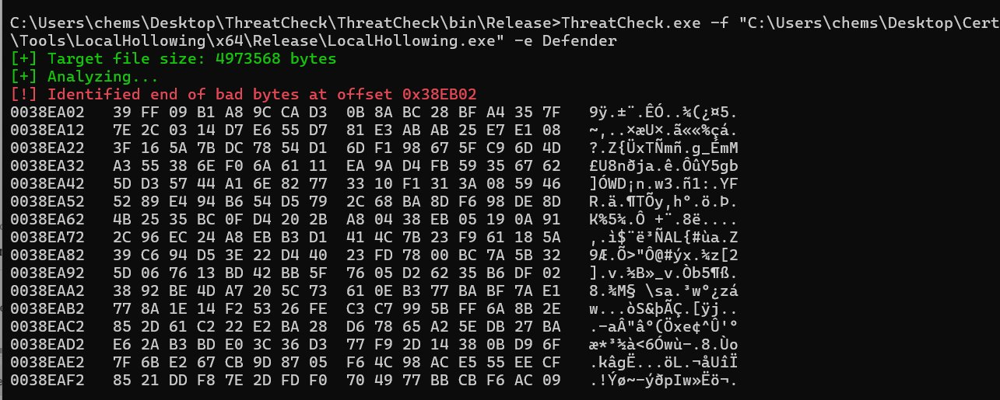 C:\Users\chems\Desktop\ThreatCheck\ThreatCheck\bin\Release>ThreatCheck.exe -f "C:\Users\chems\Desktop\Cert
\Tools\LocalHollowing\x64\Release\LocalHollowing.exe" -e Defender
[+] Target file size: 4973568 bytes
[+] Analyzing...
[!] Identified end of bad bytes at offset 0x38EB02
0038EA02   39 FF 09 B1 A8 9C CA D3  0B 8A BC 28 BF A4 35 7F   9ÿ.±¨.ÊÓ..¼(¿¤5.
0038EA12   7E 2C 03 14 D7 E6 55 D7  81 E3 AB AB 25 E7 E1 08   ~,..×æU×.ã««%çá.
0038EA22   3F 16 5A 7B DC 78 54 D1  6D F1 98 67 5F C9 6D 4D   ?.Z{ÜxTÑmñ.g_ÉmM
0038EA32   A3 55 38 6E F0 6A 61 11  EA 9A D4 FB 59 35 67 62   £U8nðja.ê.ÔûY5gb
0038EA42   5D D3 57 44 A1 6E 82 77  33 10 F1 31 3A 08 59 46   ]ÓWD¡n.w3.ñ1:.YF
0038EA52   52 89 E4 94 B6 54 D5 79  2C 68 BA 8D F6 98 DE 8D   R.ä.¶TÕy,hº.ö.Þ.
0038EA62   4B 25 35 BC 0F D4 20 2B  A8 04 38 EB 05 19 0A 91   K%5¼.Ô +¨.8ë....
0038EA72   2C 96 EC 24 A8 EB B3 D1  41 4C 7B 23 F9 61 18 5A   ,.ì$¨ë³ÑAL{#ùa.Z
0038EA82   39 C6 94 D5 3E 22 D4 40  23 FD 78 00 BC 7A 5B 32   9Æ.Õ>"Ô@#ýx.¼z[2
0038EA92   5D 06 76 13 BD 42 BB 5F  76 05 D2 62 35 B6 DF 02   ].v.½B»_v.Òb5¶ß.
0038EAA2   38 92 BE 4D A7 20 5C 73  61 0E B3 77 BA BF 7A E1   8.¾M§ \sa.³wº¿zá
0038EAB2   77 8A 1E 14 F2 53 26 FE  C3 C7 99 5B FF 6A 8B 2E   w...òS&þÃÇ.[ÿj..
0038EAC2   85 2D 61 C2 22 E2 BA 28  D6 78 65 A2 5E DB 27 BA   .-aÂ"âº(Öxe¢^Û'º
0038EAD2   E6 2A B3 BD E0 3C 36 D3  77 F9 2D 14 38 0B D9 6F   æ*³½à<6Ówù-.8.Ùo
0038EAE2   7F 6B E2 67 CB 9D 87 05  F6 4C 98 AC E5 55 EE CF   .kâgË...öL.¬åUîÏ
0038EAF2   85 21 DD F8 7E 2D FD F0  70 49 77 BB CB F6 AC 09   .!Ýø~-ýðpIw»Ëö¬.